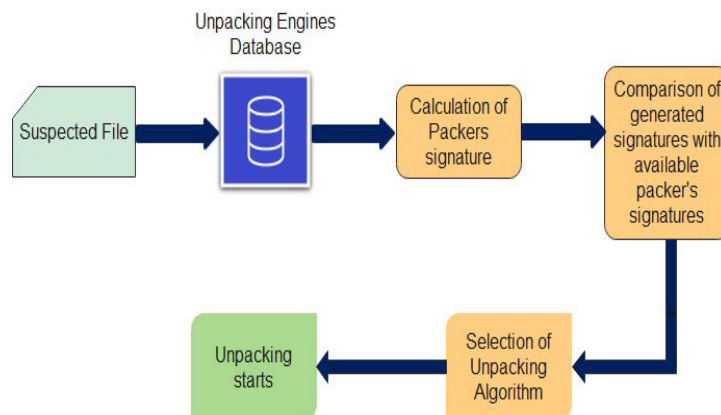 Unpacking Engines
Database
Suspected File
Calculation of
Packers
signature
Comparison of
generated
signatures with
available
packer's
signatures
Selection of
Unpacking
Algorithm
Unpacking
starts